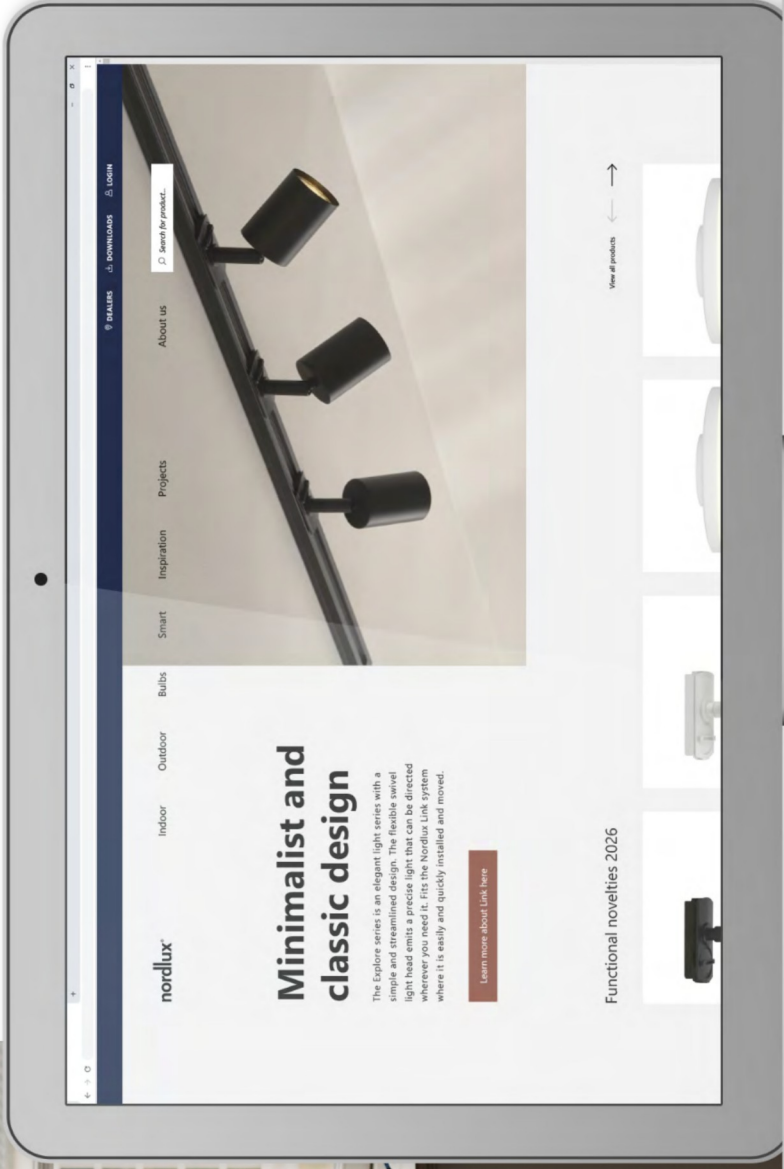 DEALERS DOWNLOADS LOGIN
nordlux
Indoor Outdoor Bulbs Smart Inspiration Projects About us Search for product...
Minimalist and
classic design
The Explore series is an elegant light series with a
simple and streamlined design. The flexible swivel
light head emits a precise light that can be directed
wherever you need it. Fits the Nordlux Link system
where it is easily and quickly installed and moved.
Learn more about Link here
Functional novelties 2026
View all products